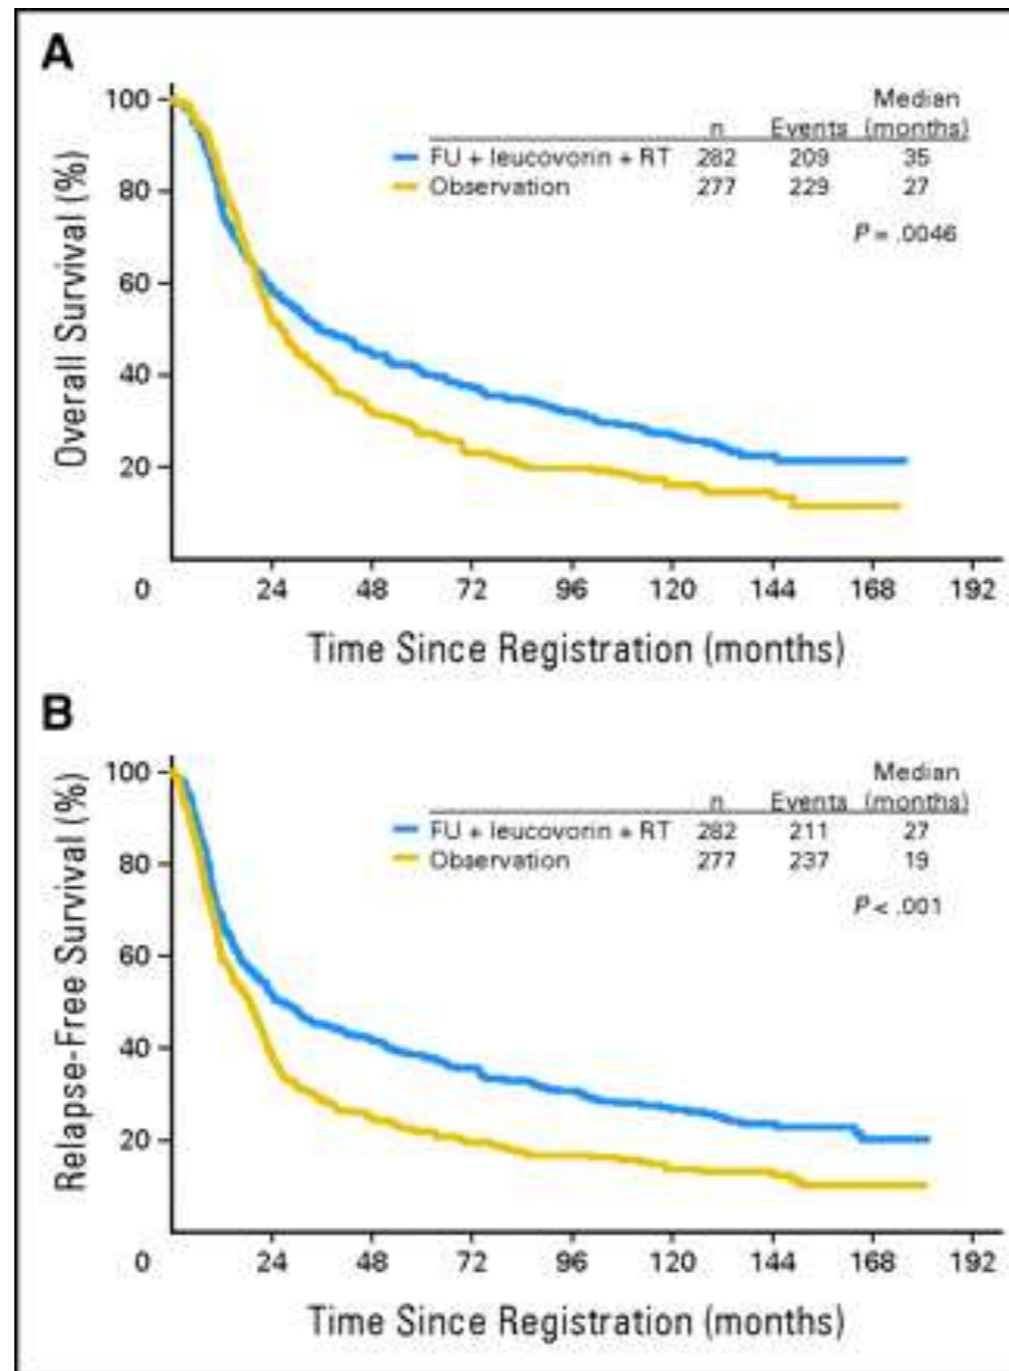 A
Overall Survival (%)
100
80
60
40
20
Median
n Events (months)
FU + leucovorin + RT 282 209 35
Observation 277 229 27
P = .0046
0 24 48 72 96 120 144 168 192
Time Since Registration (months)
B
Relapse-Free Survival (%)
100
80
60
40
20
Median
n Events (months)
FU + leucovorin + RT 282 211 27
Observation 277 237 19
P < .001
0 24 48 72 96 120 144 168 192
Time Since Registration (months)